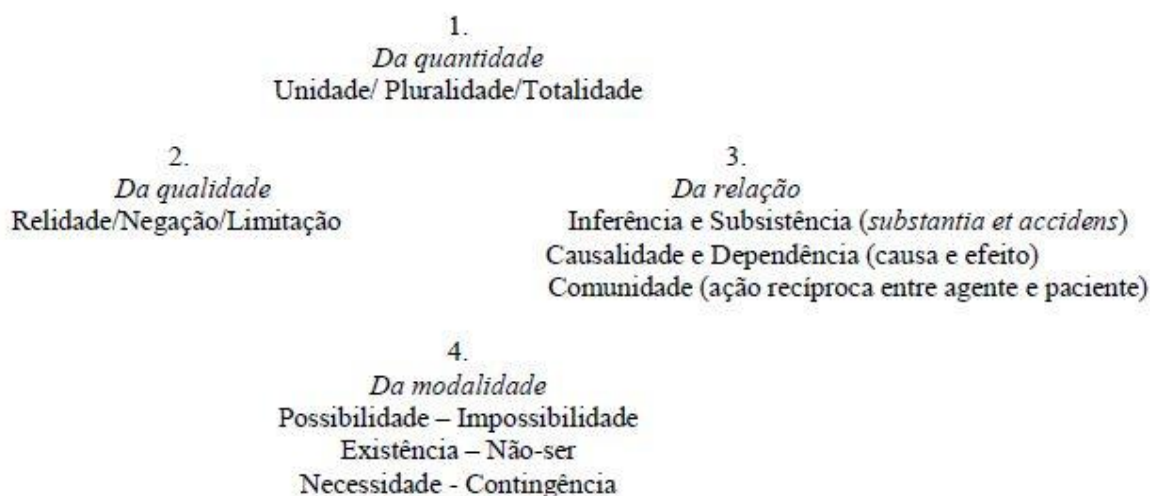 1.
Da quantidade
Unidade/ Pluralidade/Totalidade
2.
Da qualidade
Relidade/Negação/Limitação
3.
Da relação
Inferência e Subsistência (substantia et accidens)
Causalidade e Dependência (causa e efeito)
Comunidade (ação recíproca entre agente e paciente)
4.
Da modalidade
Possibilidade – Impossibilidade
Existência – Não-ser
Necessidade - Contingência